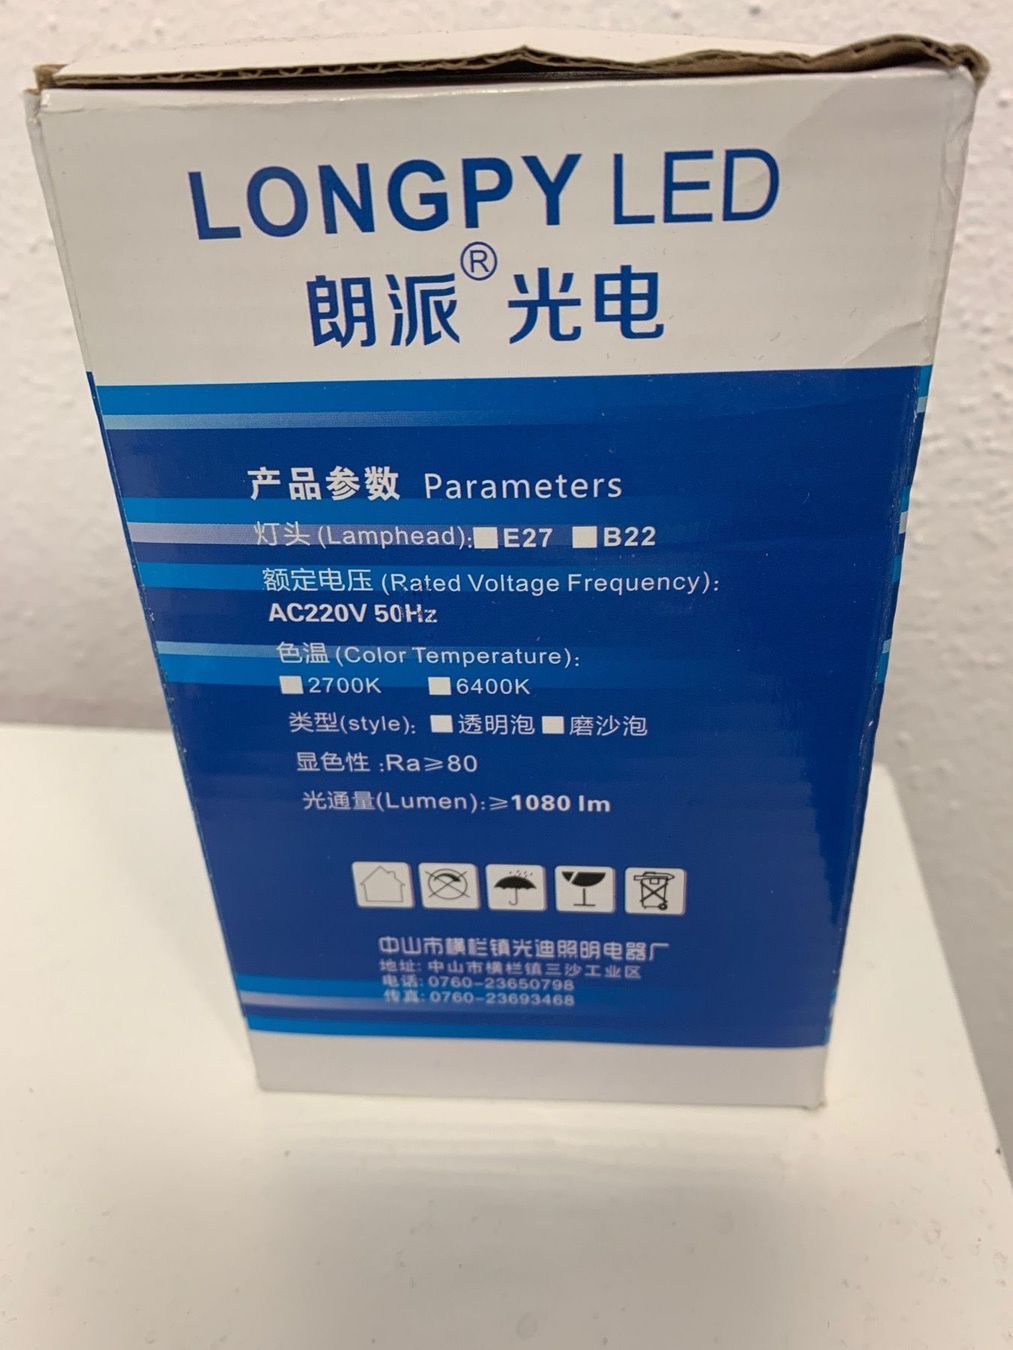 LONGPY LED
朗派® 光电
产品参数 Parameters
灯头(Lamphead):■E27 ■B22
额定电压(Rated Voltage Frequency):
AC220V 50Hz
色温(Color Temperature):
■2700K ■6400K
类型(style): ■透明泡■磨沙泡
显色性 :Ra≥80
光通量(Lumen):≥1080 lm
中山市横栏镇光迪照明电器厂
地址:中山市横栏镇三沙工业区
电话:0760-23650798
传真:0760-23693468